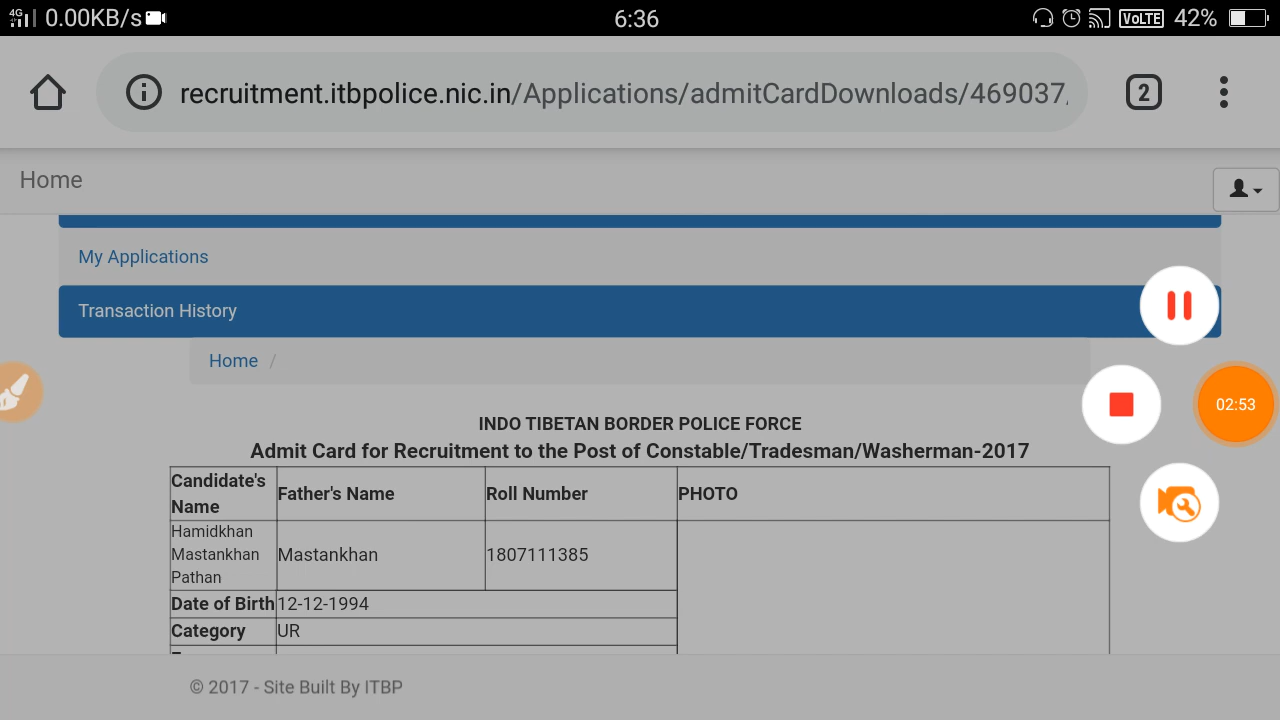 4G 0.00KB/s 6:36 VoLTE 42%
recruitment.itbpolice.nic.in/Applications/admitCardDownloads/469037, 2
Home
My Applications
Transaction History
Home /
02:53
INDO TIBETAN BORDER POLICE FORCE
Admit Card for Recruitment to the Post of Constable/Tradesman/Washerman-2017
Candidate's Name Father's Name Roll Number PHOTO
Hamidkhan
Mastankhan
Pathan
Mastankhan
1807111385
Date of Birth 12-12-1994
Category UR
© 2017 - Site Built By ITBP